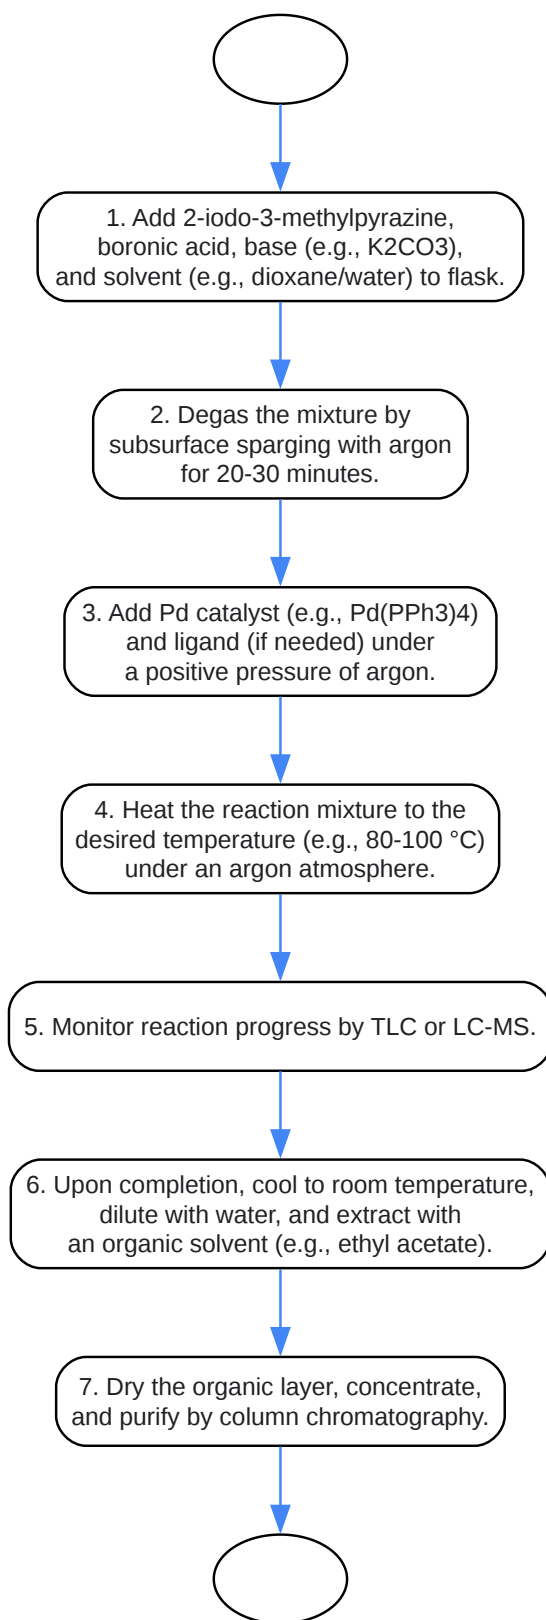 1. Add 2-iodo-3-methylpyrazine,
boronic acid, base (e.g., K2CO3),
and solvent (e.g., dioxane/water) to flask.
2. Degas the mixture by
subsurface sparging with argon
for 20-30 minutes.
3. Add Pd catalyst (e.g., Pd(PPh3)4)
and ligand (if needed) under
a positive pressure of argon.
4. Heat the reaction mixture to the
desired temperature (e.g., 80-100 °C)
under an argon atmosphere.
5. Monitor reaction progress by TLC or LC-MS.
6. Upon completion, cool to room temperature,
dilute with water, and extract with
an organic solvent (e.g., ethyl acetate).
7. Dry the organic layer, concentrate,
and purify by column chromatography.